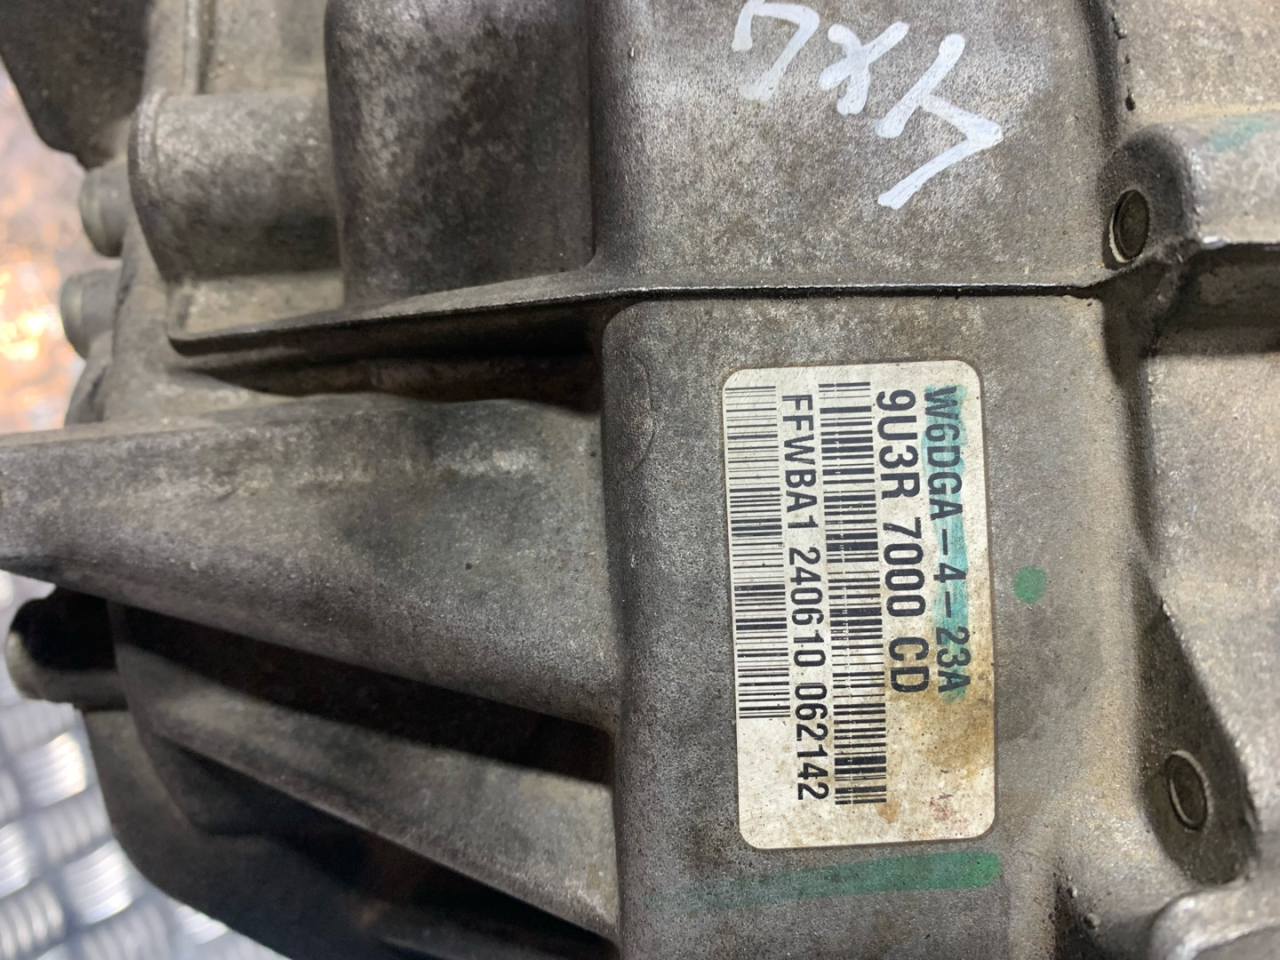 W6DGA-4-23A
9U3R 7000 CD
FFWBA1 240610 062142